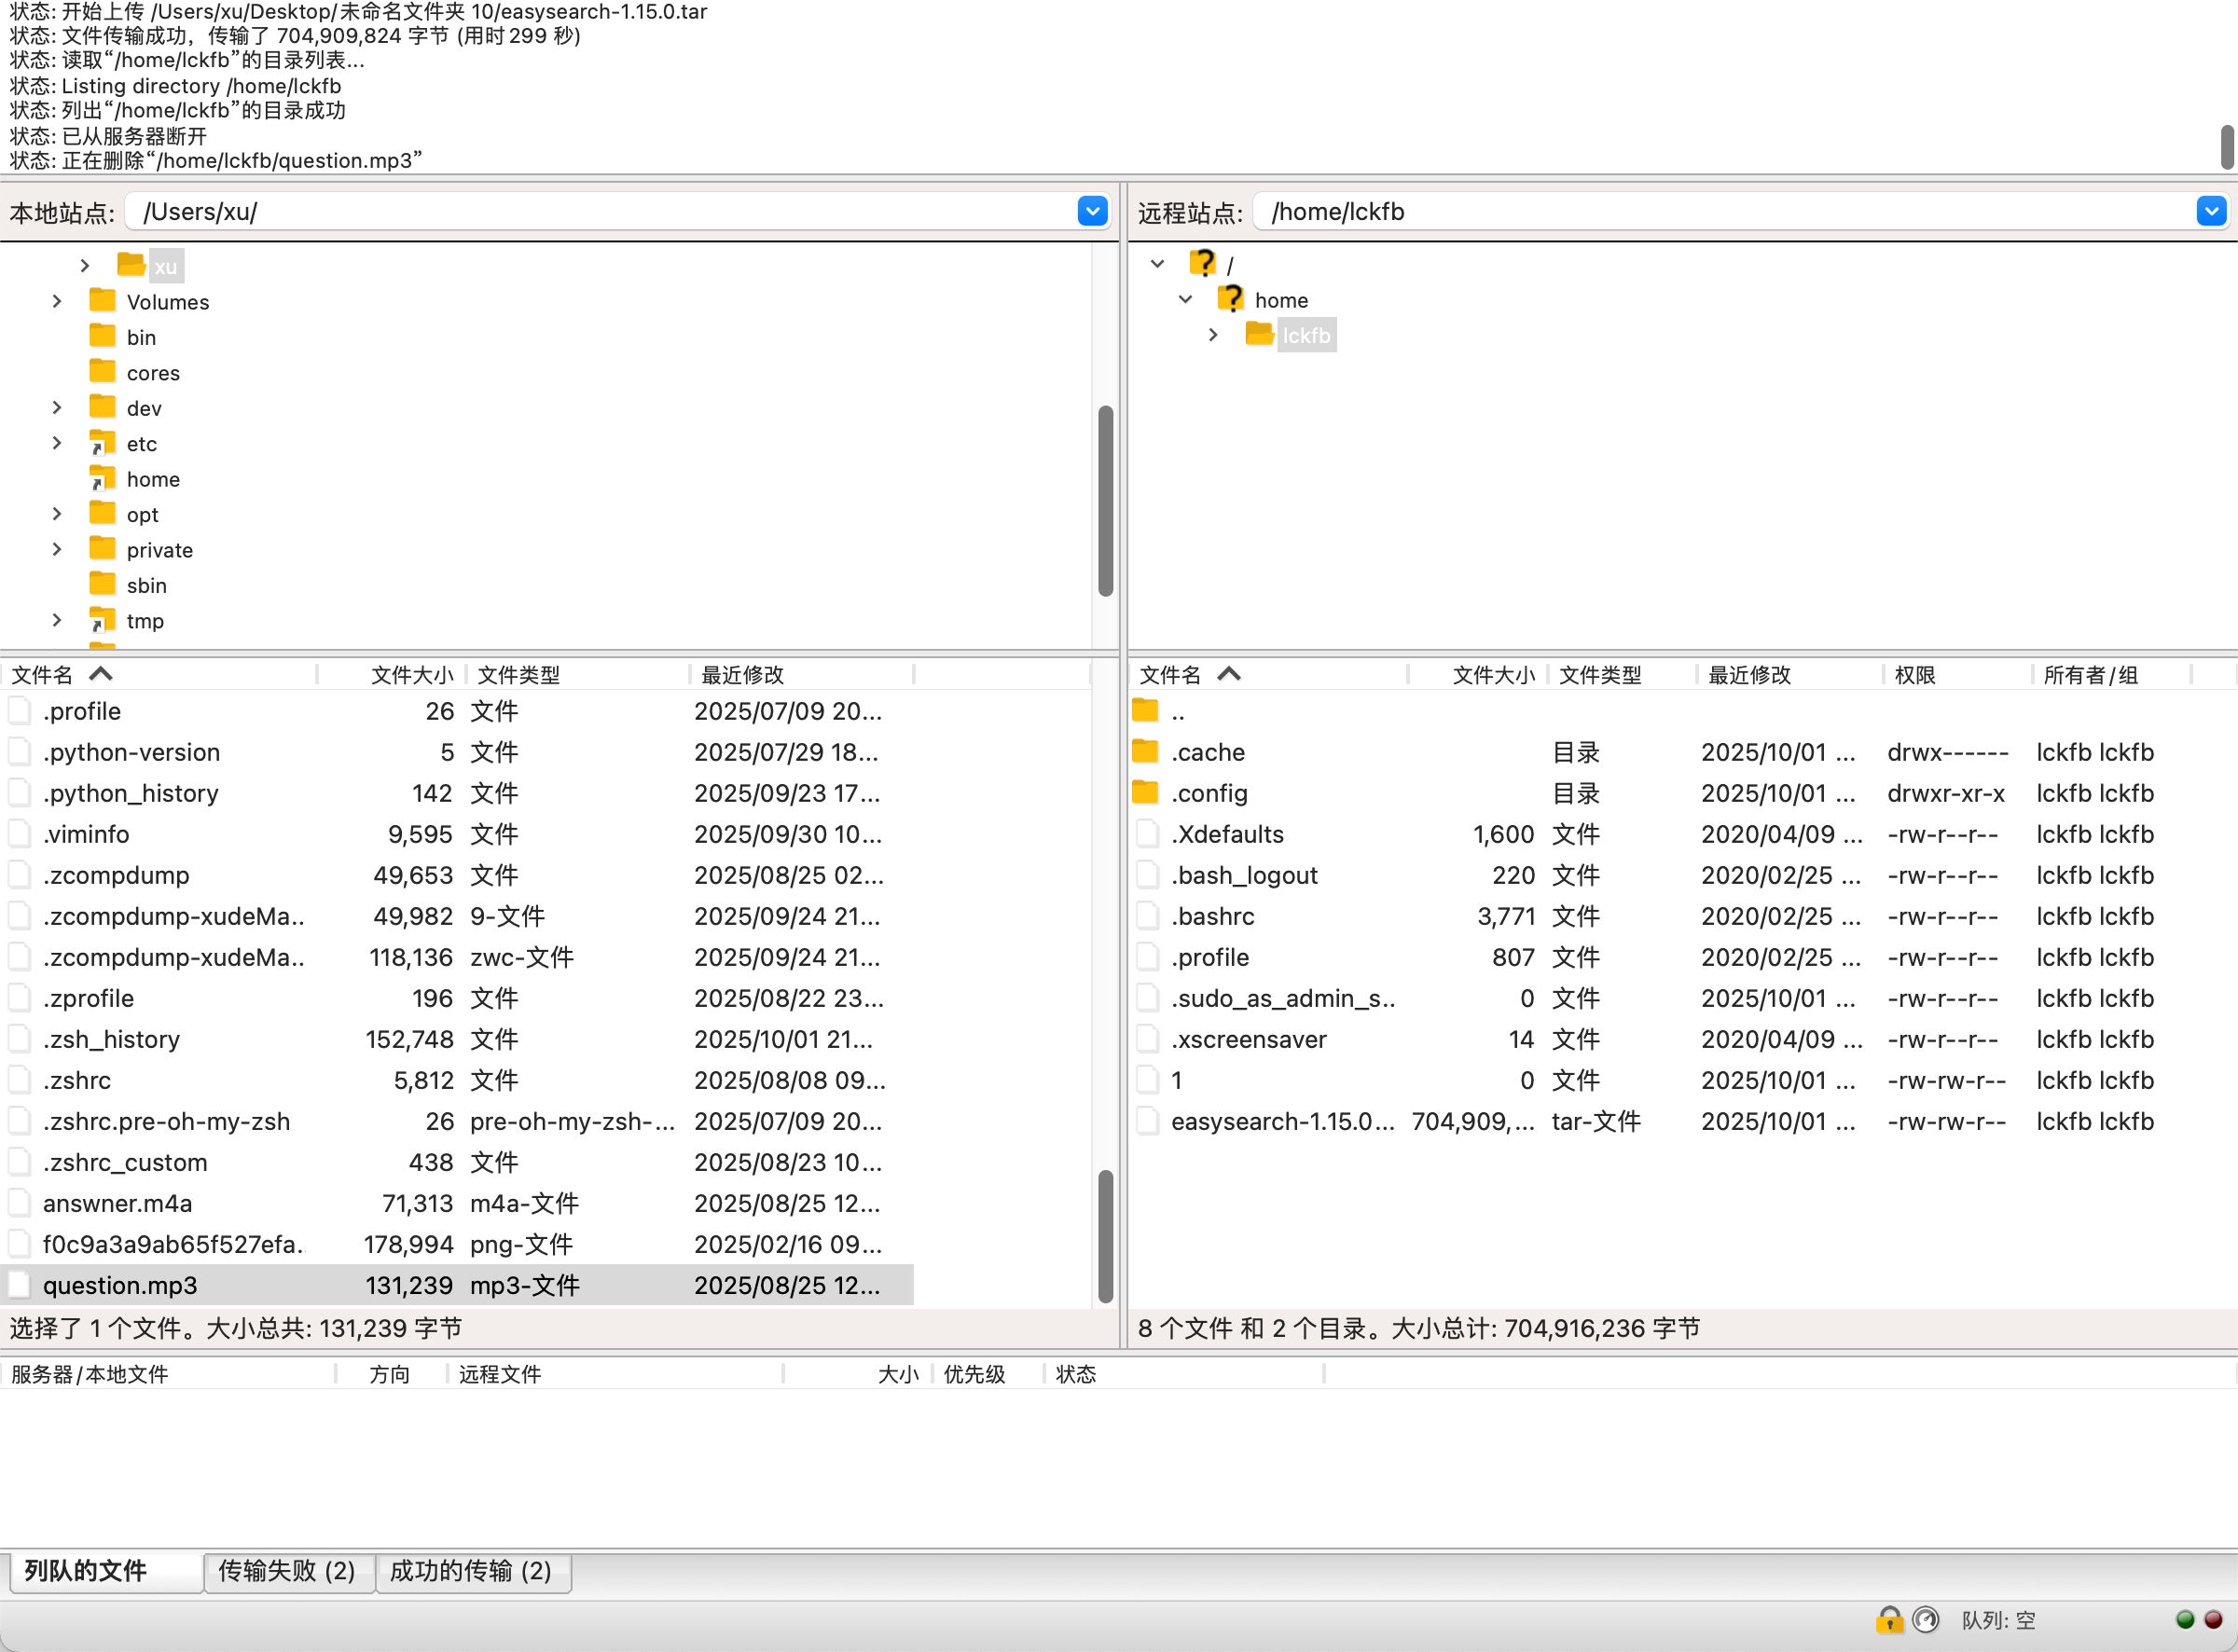 状态: 开始上传 /Users/xu/Desktop/未命名文件夹 10/easysearch-1.15.0.tar
状态: 文件传输成功，传输了 704,909,824 字节 (用时299 秒)
状态: 读取“/home/lckfb”的目录列表...
状态: Listing directory /home/lckfb
状态: 列出“/home/lckfb”的目录成功
状态: 已从服务器断开
状态: 正在删除“/home/lckfb/question.mp3”
本地站点: /Users/xu/
远程站点: /home/lckfb
xu
Volumes
bin
cores
dev
etc
home
opt
private
sbin
tmp
/
home
lckfb
文件名 文件大小 文件类型 最近修改
.profile 26 文件 2025/07/09 20...
.python-version 5 文件 2025/07/29 18...
.python_history 142 文件 2025/09/23 17...
.viminfo 9,595 文件 2025/09/30 10...
.zcompdump 49,653 文件 2025/08/25 02...
.zcompdump-xudeMa.. 49,982 9-文件 2025/09/24 21...
.zcompdump-xudeMa.. 118,136 zwc-文件 2025/09/24 21...
.zprofile 196 文件 2025/08/22 23...
.zsh_history 152,748 文件 2025/10/01 21...
.zshrc 5,812 文件 2025/08/08 09...
.zshrc.pre-oh-my-zsh 26 pre-oh-my-zsh-... 2025/07/09 20...
.zshrc_custom 438 文件 2025/08/23 10...
answner.m4a 71,313 m4a-文件 2025/08/25 12...
f0c9a3a9ab65f527efa.. 178,994 png-文件 2025/02/16 09...
question.mp3 131,239 mp3-文件 2025/08/25 12...
选择了 1 个文件。大小总共: 131,239 字节
文件名 文件大小 文件类型 最近修改 权限 所有者/组
..
.cache 目录 2025/10/01 ... drwx------ lckfb lckfb
.config 目录 2025/10/01 ... drwxr-xr-x lckfb lckfb
.Xdefaults 1,600 文件 2020/04/09 ... -rw-r--r-- lckfb lckfb
.bash_logout 220 文件 2020/02/25 ... -rw-r--r-- lckfb lckfb
.bashrc 3,771 文件 2020/02/25 ... -rw-r--r-- lckfb lckfb
.profile 807 文件 2020/02/25 ... -rw-r--r-- lckfb lckfb
.sudo_as_admin_s.. 0 文件 2025/10/01 ... -rw-r--r-- lckfb lckfb
.xscreensaver 14 文件 2020/04/09 ... -rw-r--r-- lckfb lckfb
1 0 文件 2025/10/01 ... -rw-rw-r-- lckfb lckfb
easysearch-1.15.0... 704,909,... tar-文件 2025/10/01 ... -rw-rw-r-- lckfb lckfb
8 个文件 和 2 个目录。大小总计: 704,916,236 字节
服务器/本地文件 方向 远程文件 大小 优先级 状态
列队的文件 传输失败 (2) 成功的传输 (2)
队列: 空